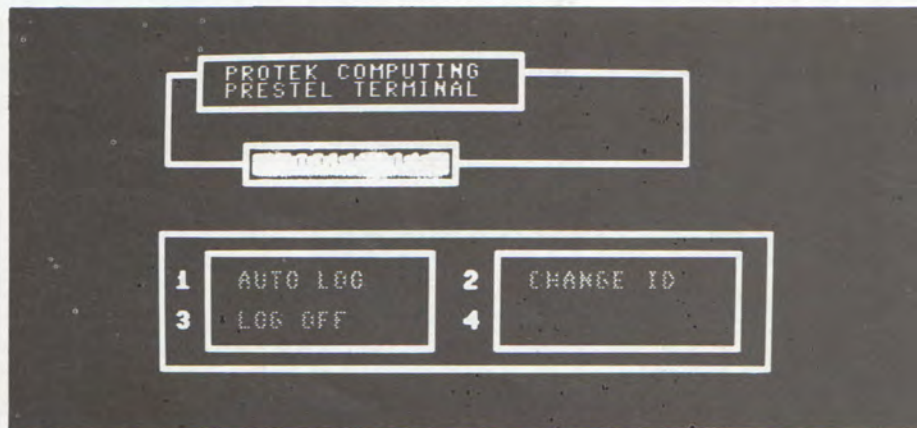 PROTEK COMPUTING
PRESTEL TERMINAL
1 AUTO LOG 2 CHANGE ID
3 LOG OFF 4